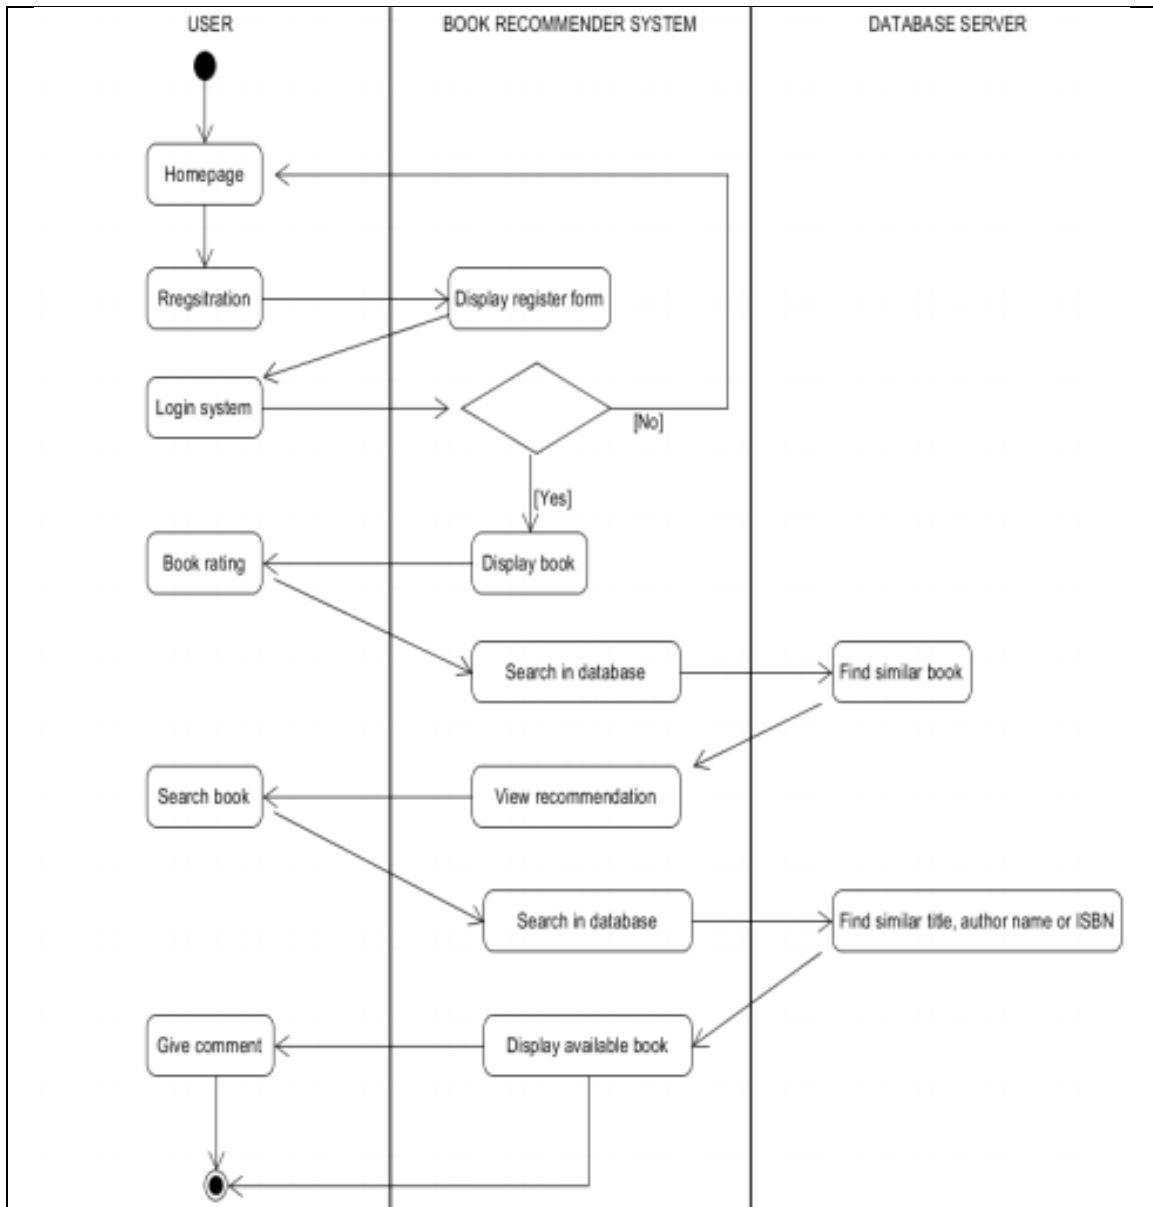 USER
BOOK RECOMMENDER SYSTEM
DATABASE SERVER
Homepage
Rregsitration
Display register form
Login system
[No]
[Yes]
Book rating
Display book
Search in database
Find similar book
Search book
View recommendation
Search in database
Find similar title, author name or ISBN
Give comment
Display available book